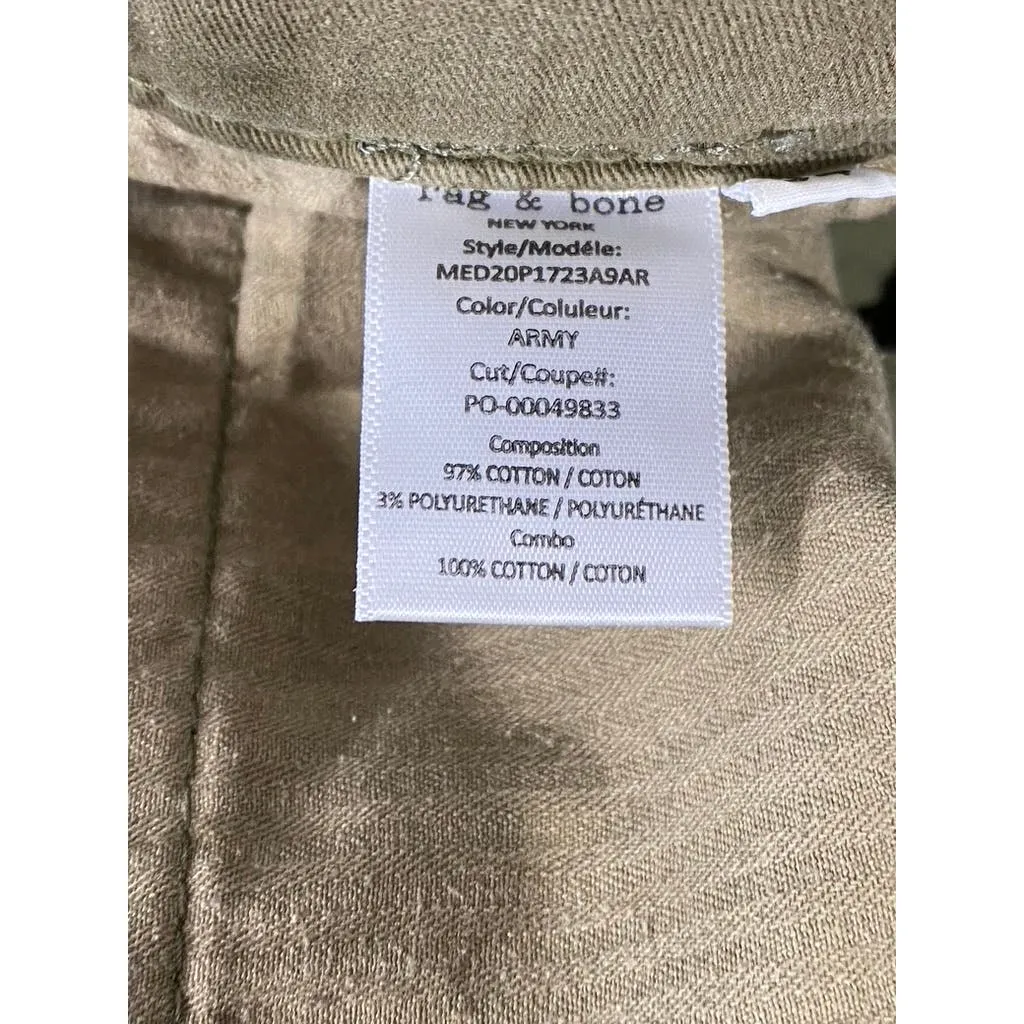 rag & bone
NEW YORK
Style/Modéle:
MED20P1723A9AR
Color/Coluleur:
ARMY
Cut/Coupe#:
PO-00049833
Composition
97% COTTON / COTON
3% POLYURETHANE / POLYURÉTHANE
Combo
100% COTTON / COTON